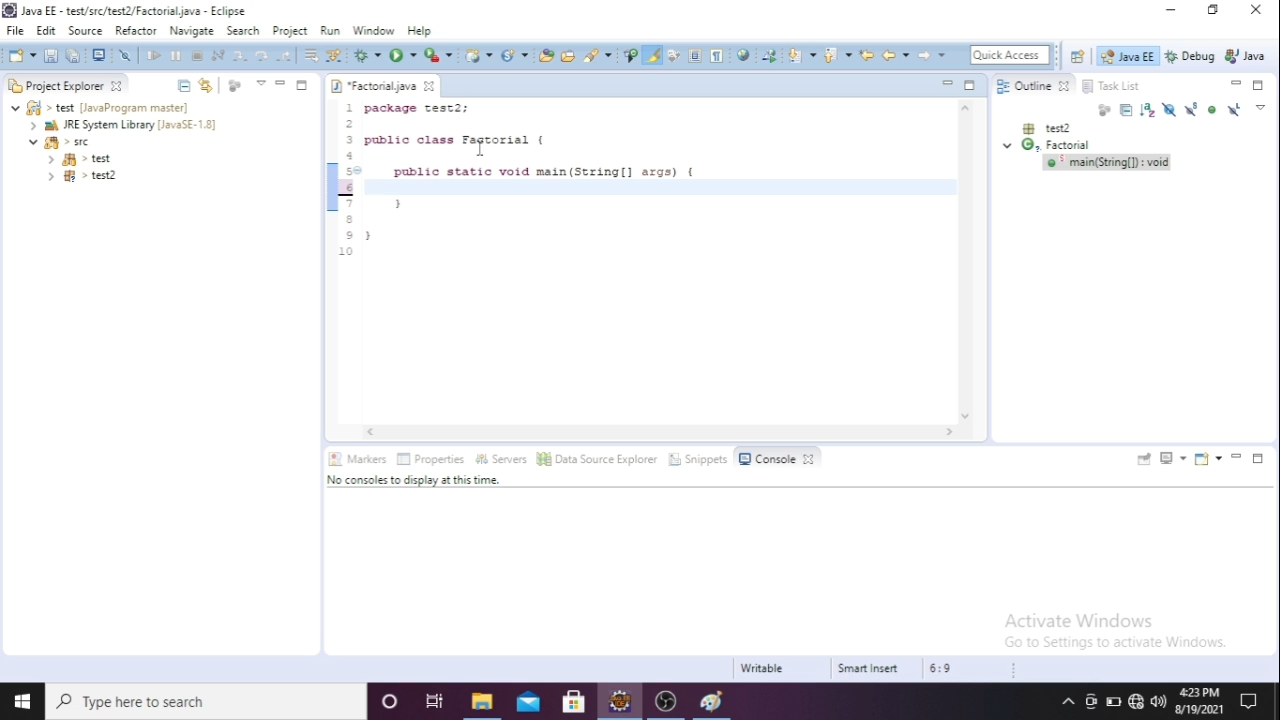 Java EE - test/src/test2/Factorial.java - Eclipse
File Edit Source Refactor Navigate Search Project Run Window Help
Quick Access
Java EE
Debug
Java
Project Explorer
> test [JavaProgram master]
JRE System Library [JavaSE-1.8]
> src
> test
> test2
*Factorial.java
1 package test2;
2
3 public class Factorial {
4
5 public static void main(String[] args) {
6
7 }
8
9 }
10
Outline
Task List
test2
Factorial
main(String[]) : void
Markers Properties Servers Data Source Explorer Snippets Console
No consoles to display at this time.
Activate Windows
Go to Settings to activate Windows.
Writable
Smart Insert
6 : 9
Type here to search
4:23 PM
8/19/2021